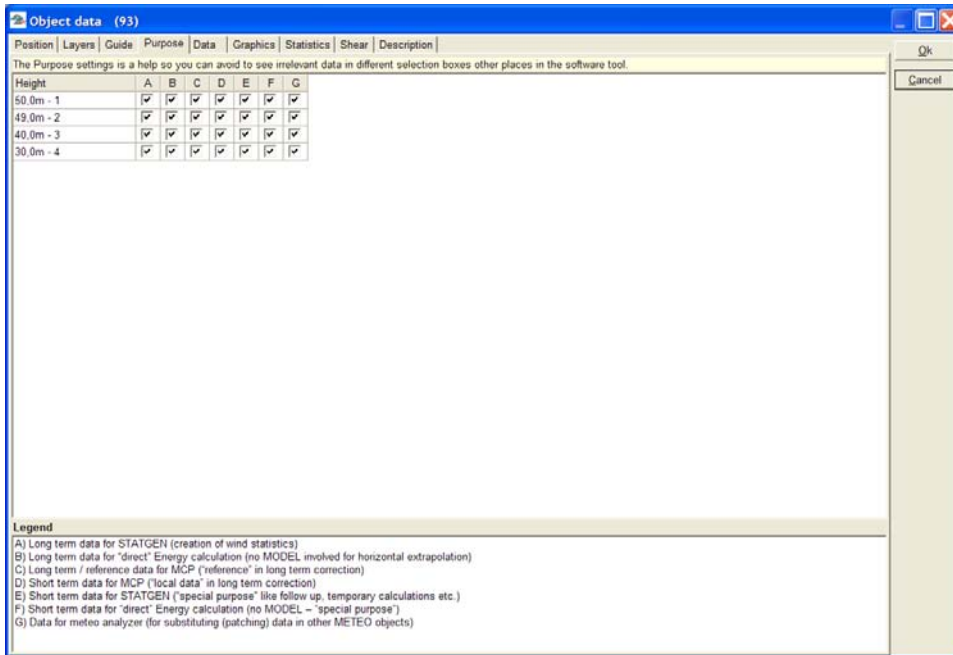 Object data (93)
Position Layers Guide Purpose Data Graphics Statistics Shear Description
Ok
The Purpose settings is a help so you can avoid to see irrelevant data in different selection boxes other places in the software tool.
Cancel
Height A B C D E F G
50,0m - 1
49,0m - 2
40,0m - 3
30,0m - 4
Legend
A) Long term data for STATGEN (creation of wind statistics)
B) Long term data for "direct" Energy calculation (no MODEL involved for horizontal extrapolation)
C) Long term / reference data for MCP ("reference" in long term correction)
D) Short term data for MCP ("local data" in long term correction)
E) Short term data for STATGEN ("special purpose" like follow up, temporary calculations etc.)
F) Short term data for "direct" Energy calculation (no MODEL – "special purpose")
G) Data for meteo analyzer (for substituting (patching) data in other METEO objects)